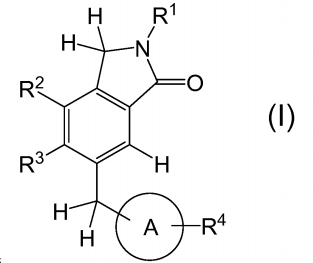 H R¹
H N
R² O
(I)
R³ H
H A R⁴
H